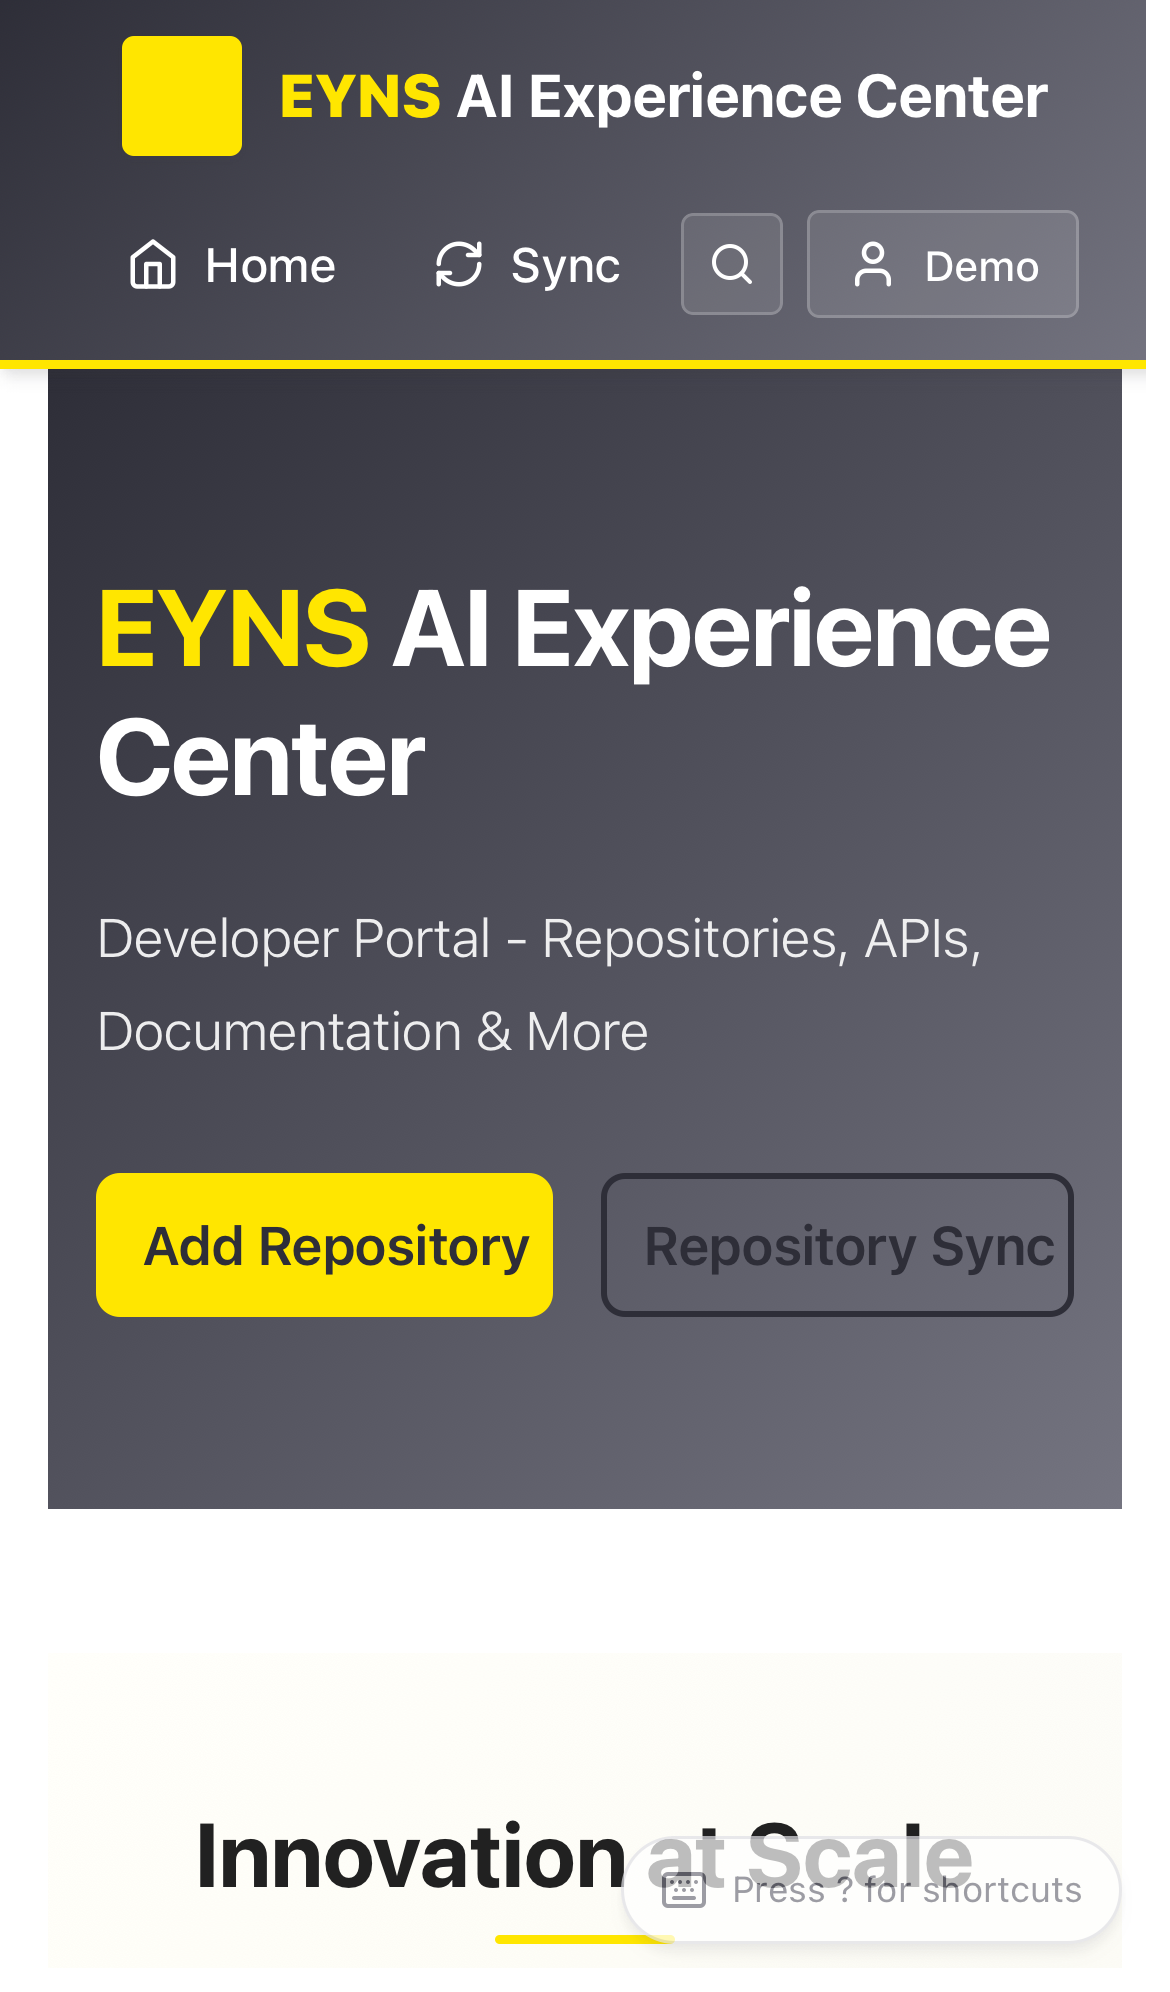 EYNS AI Experience Center
Home
Sync
Demo
EYNS AI Experience
Center
Developer Portal - Repositories, APIs,
Documentation & More
Add Repository
Repository Sync
Innovation at Scale
Press ? for shortcuts